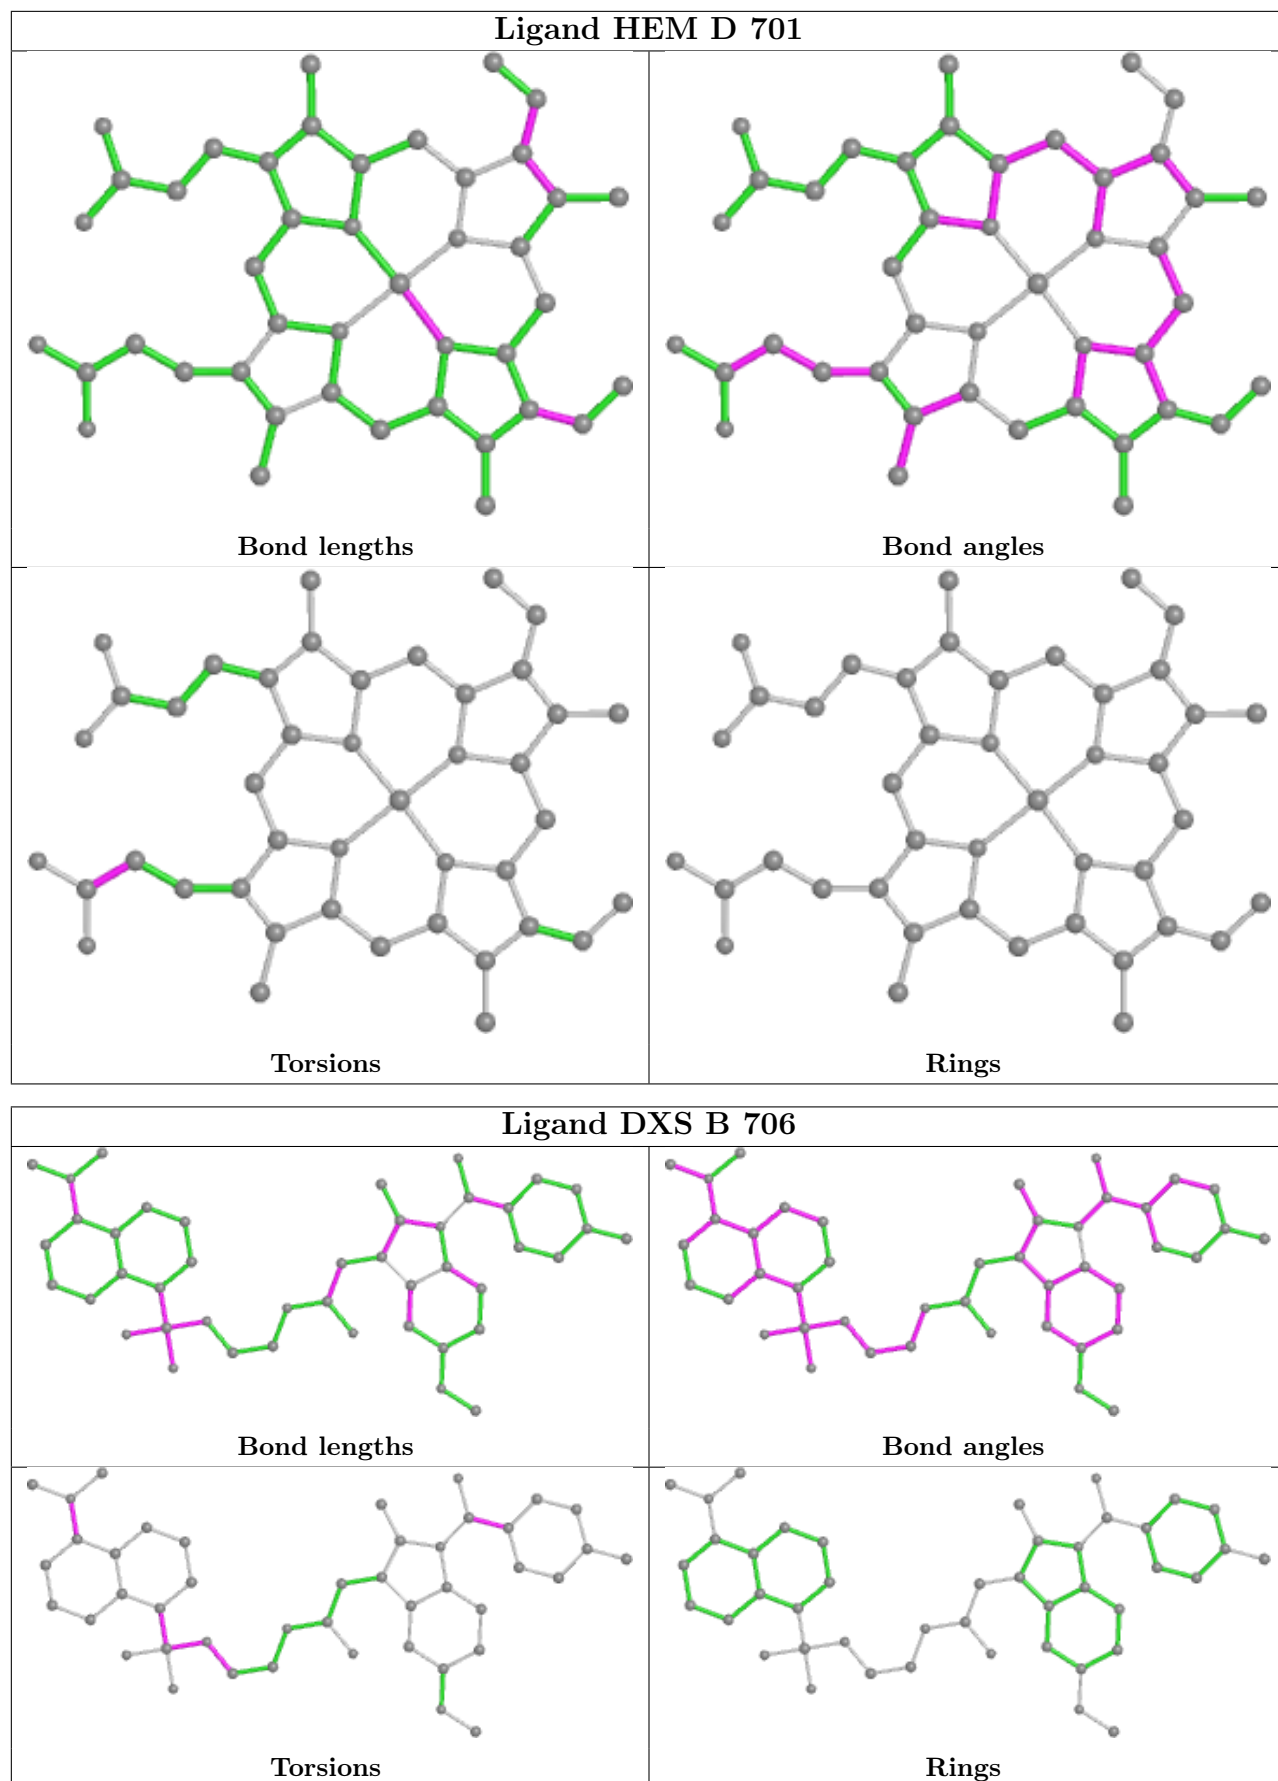 Ligand HEM D 701
Bond lengths
Bond angles
Torsions
Rings
Ligand DXS B 706
Bond lengths
Bond angles
Torsions
Rings